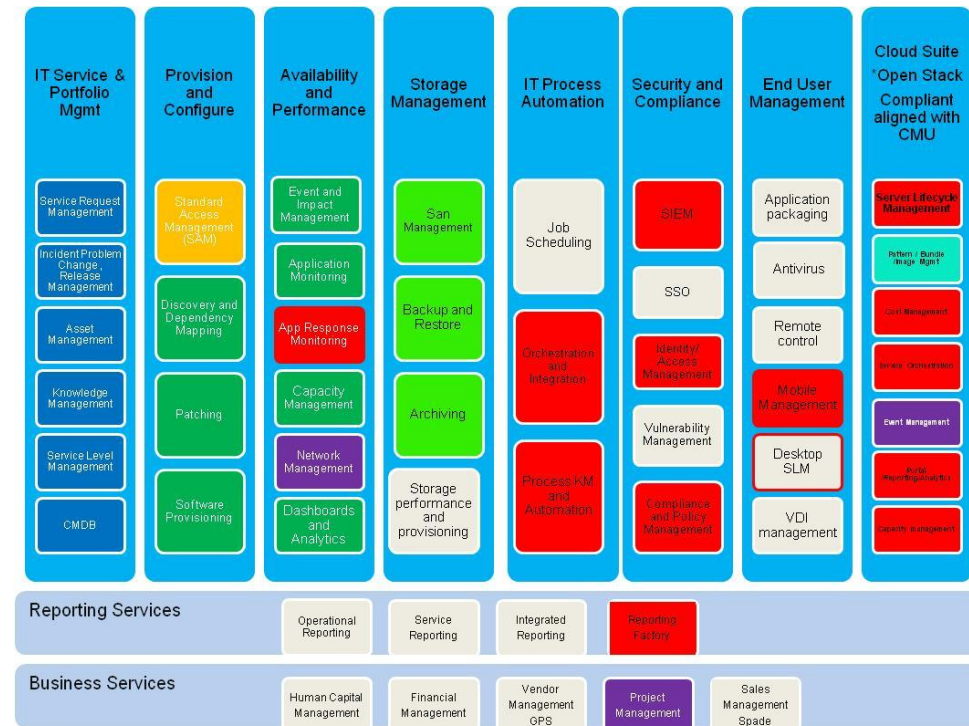 IT Service &
Portfolio
Mgmt
Service Request
Management
Incident Problem
Change ,
Release
Management
Asset
Management
Knowledge
Management
Service Level
Management
CMDB
Provision
and
Configure
Standard
Access
Management
(SAM)
Discovery and
Dependency
Mapping
Patching
Software
Provisioning
Availability
and
Performance
Event and
Impact
Management
Application
Monitoring
App Response
Monitoring
Capacity
Management
Network
Management
Dashboards
and
Analytics
Storage
Management
San
Management
Backup and
Restore
Archiving
Storage
performance
and
provisioning
IT Process
Automation
Job
Scheduling
Orchestration
and
Integration
Process KM
and
Automation
Security and
Compliance
SIEM
SSO
Identity/
Access
Management
Vulnerability
Management
Compliance
and Policy
Management
End User
Management
Application
packaging
Antivirus
Remote
control
Mobile
Management
Desktop
SLM
VDI
management
Cloud Suite
*Open Stack
Compliant
aligned with
CMU
Server Lifecycle
Management
Pattern / Bundle
/Image Mgmt
Cost Management
Orchestration
Event Management
Portal
/Reporting/Analytics
Capacity management
Reporting Services
Operational
Reporting
Service
Reporting
Integrated
Reporting
Reporting
Factory
Business Services
Human Capital
Management
Financial
Management
Vendor
Management
GPS
Project
Management
Sales
Management
Spade